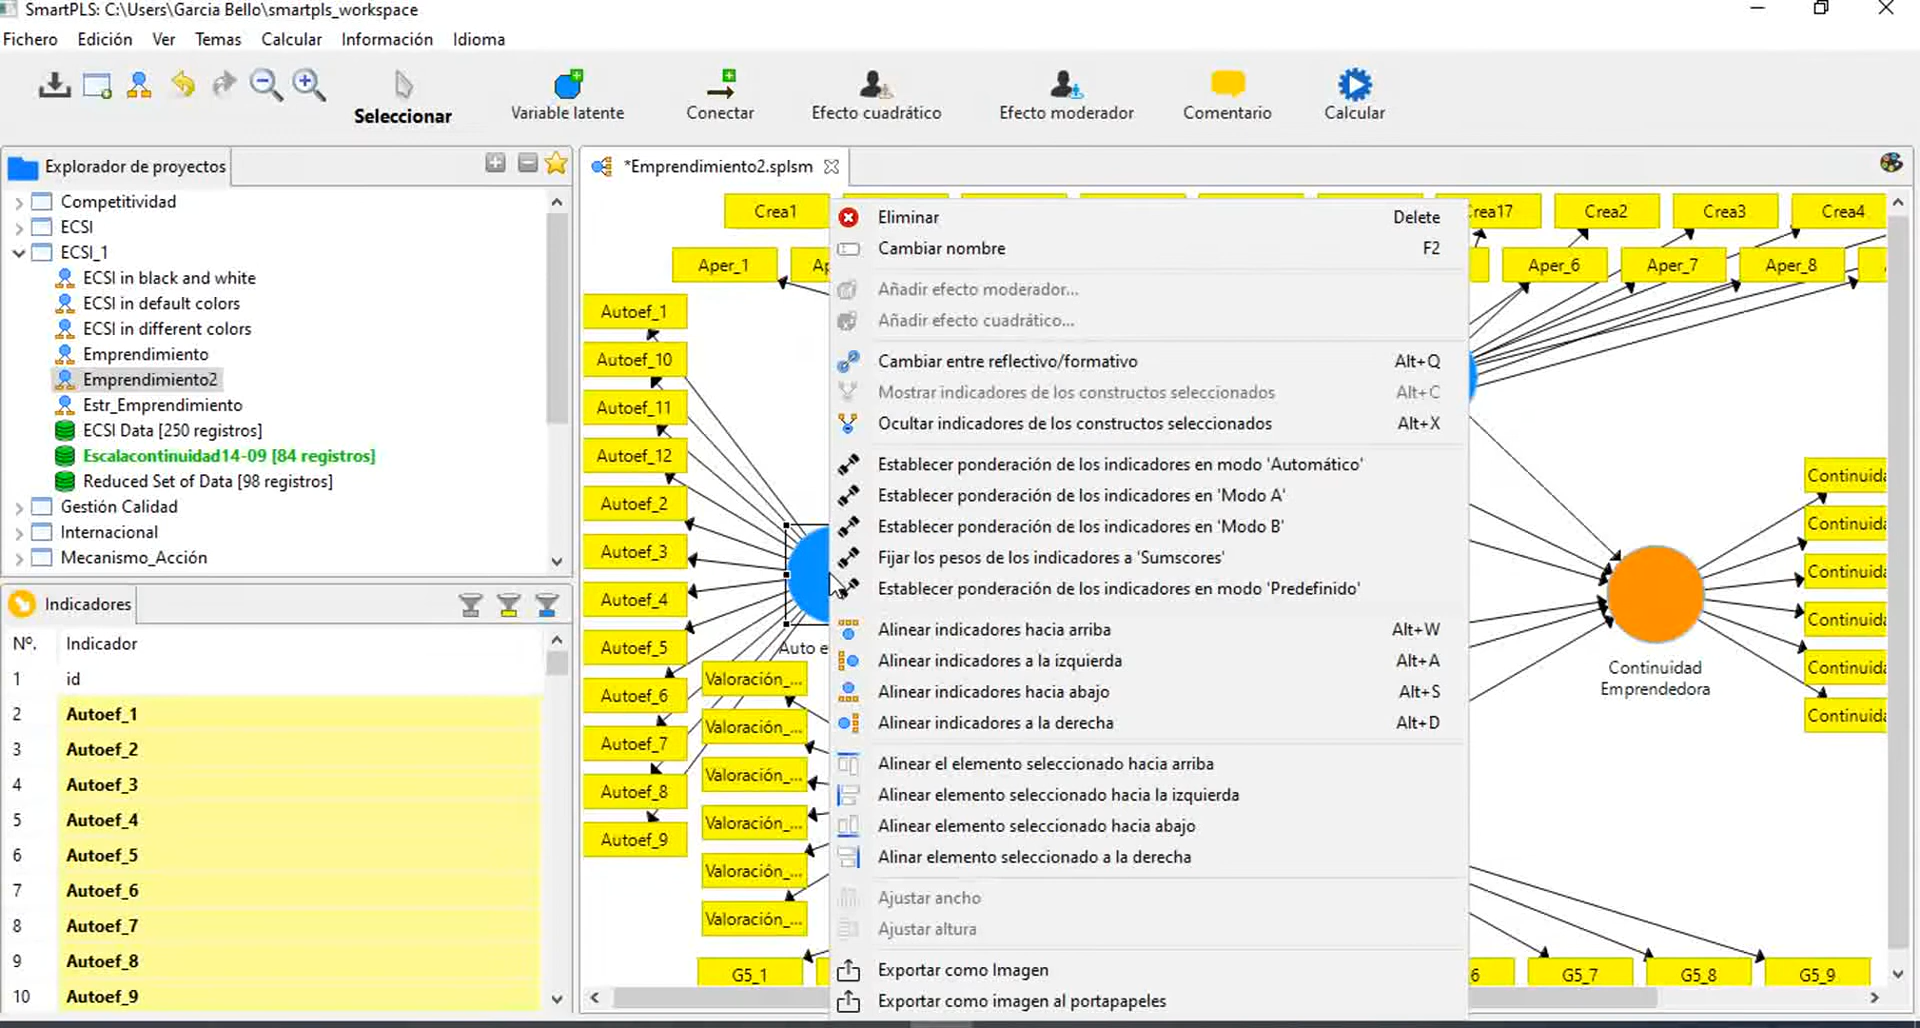 SmartPLS: C:\Users\Garcia Bello\smartpls_workspace
Fichero Edición Ver Temas Calcular Información Idioma
Seleccionar
Variable latente
Conectar
Efecto cuadrático
Efecto moderador
Comentario
Calcular
Explorador de proyectos
Competitividad
ECSI
ECSI_1
ECSI in black and white
ECSI in default colors
ECSI in different colors
Emprendimiento
Emprendimiento2
Estr_Emprendimiento
ECSI Data [250 registros]
Escalacontinuidad14-09 [84 registros]
Reduced Set of Data [98 registros]
Gestión Calidad
Internacional
Mecanismo_Acción
Indicadores
Nº. Indicador
1 id
2 Autoef_1
3 Autoef_2
4 Autoef_3
5 Autoef_4
6 Autoef_5
7 Autoef_6
8 Autoef_7
9 Autoef_8
10 Autoef_9
*Emprendimiento2.splsm
Crea1
Aper_1
Ap
Autoef_1
Autoef_10
Autoef_11
Autoef_12
Autoef_2
Autoef_3
Autoef_4
Autoef_5
Autoef_6
Autoef_7
Autoef_8
Autoef_9
Auto e
Valoración_...
Valoración_...
Valoración_...
Valoración_...
Valoración_...
Valoración_...
G5_1
Eliminar Delete
Cambiar nombre F2
Añadir efecto moderador...
Añadir efecto cuadrático...
Cambiar entre reflectivo/formativo Alt+Q
Mostrar indicadores de los constructos seleccionados Alt+C
Ocultar indicadores de los constructos seleccionados Alt+X
Establecer ponderación de los indicadores en modo 'Automático'
Establecer ponderación de los indicadores en 'Modo A'
Establecer ponderación de los indicadores en 'Modo B'
Fijar los pesos de los indicadores a 'Sumscores'
Establecer ponderación de los indicadores en modo 'Predefinido'
Alinear indicadores hacia arriba Alt+W
Alinear indicadores a la izquierda Alt+A
Alinear indicadores hacia abajo Alt+S
Alinear indicadores a la derecha Alt+D
Alinear el elemento seleccionado hacia arriba
Alinear elemento seleccionado hacia la izquierda
Alinear elemento seleccionado hacia abajo
Alinar elemento seleccionado a la derecha
Ajustar ancho
Ajustar altura
Exportar como Imagen
Exportar como imagen al portapapeles
rea17 Crea2 Crea3 Crea4
Aper_6 Aper_7 Aper_8
Continuida
Continuida
Continuida
Continuida
Continuida
Continuida
Continuidad
Emprendedora
6 G5_7 G5_8 G5_9